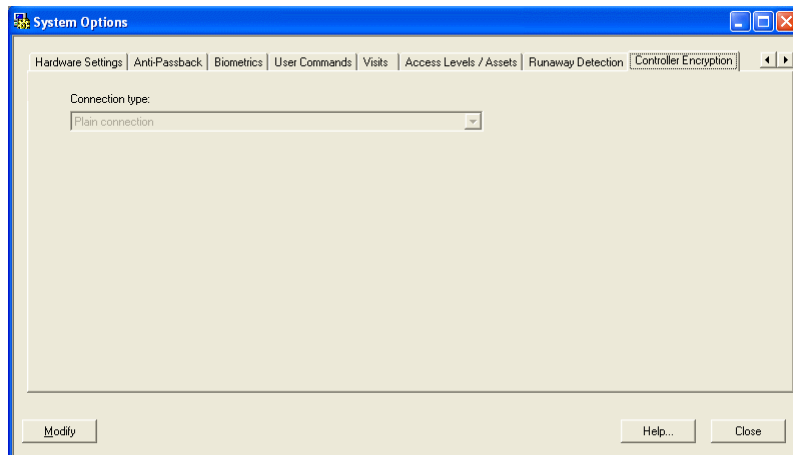 System Options
Hardware Settings Anti-Passback Biometrics User Commands Visits Access Levels / Assets Runaway Detection Controller Encryption
Connection type:
Plain connection
Modify Help... Close